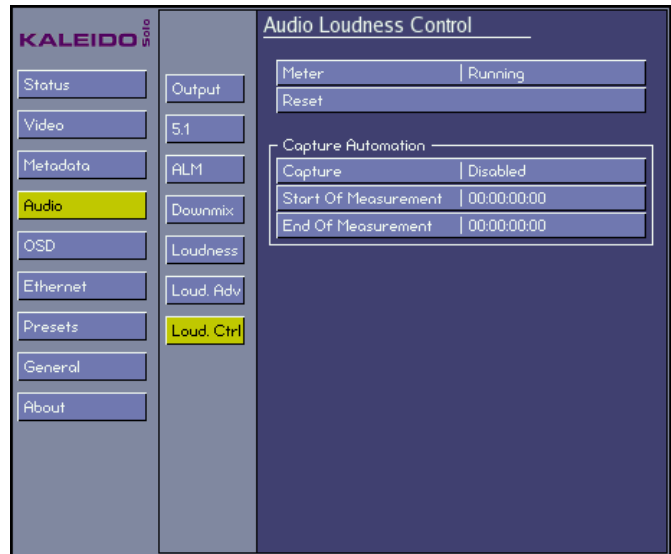 KALEIDO Solo
Status
Video
Metadata
Audio
OSD
Ethernet
Presets
General
About
Output
5.1
ALM
Downmix
Loudness
Loud. Adv
Loud. Ctrl
Audio Loudness Control
Meter | Running
Reset
Capture Automation
Capture | Disabled
Start Of Measurement | 00:00:00:00
End Of Measurement | 00:00:00:00